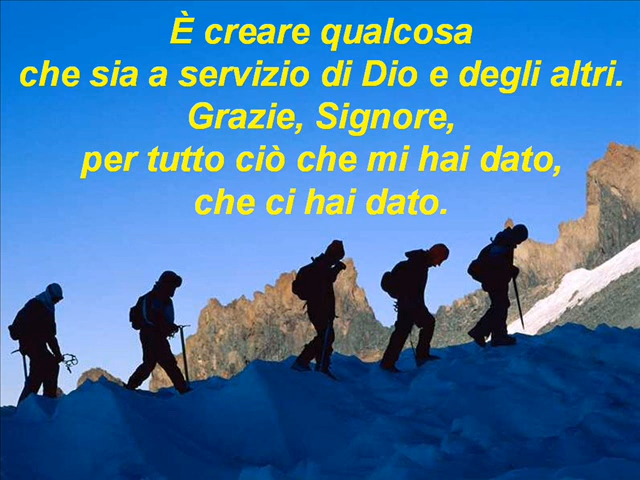 È creare qualcosa
che sia a servizio di Dio e degli altri.
Grazie, Signore,
per tutto ciò che mi hai dato,
che ci hai dato.